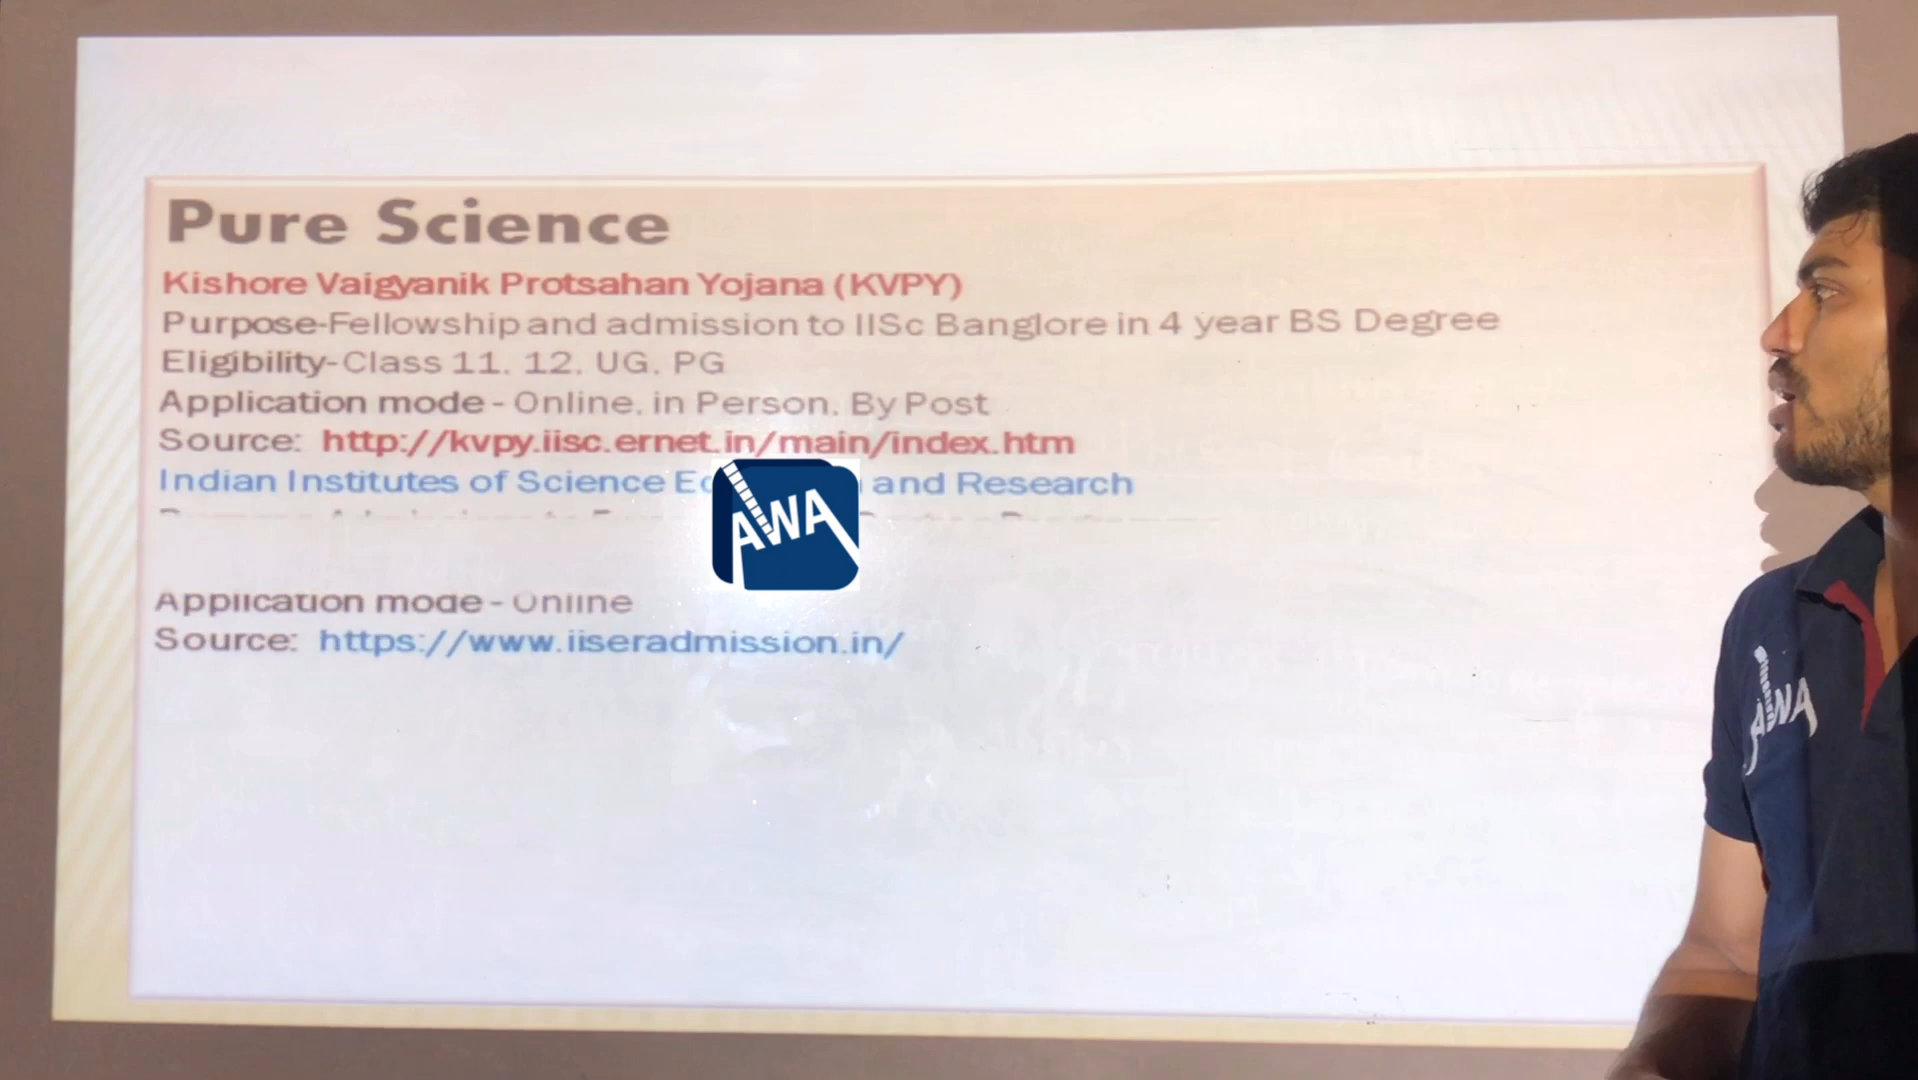 Pure Science
Kishore Vaigyanik Protsahan Yojana (KVPY)
Purpose-Fellowship and admission to IISc Banglore in 4 year BS Degree
Eligibility-Class 11. 12. UG. PG
Application mode - Online. in Person. By Post
Source: http://kvpy.iisc.ernet.in/main/index.htm
Indian Institutes of Science and Research
AWA
Application mode - Online
Source: https://www.iiseradmission.in/
AWA